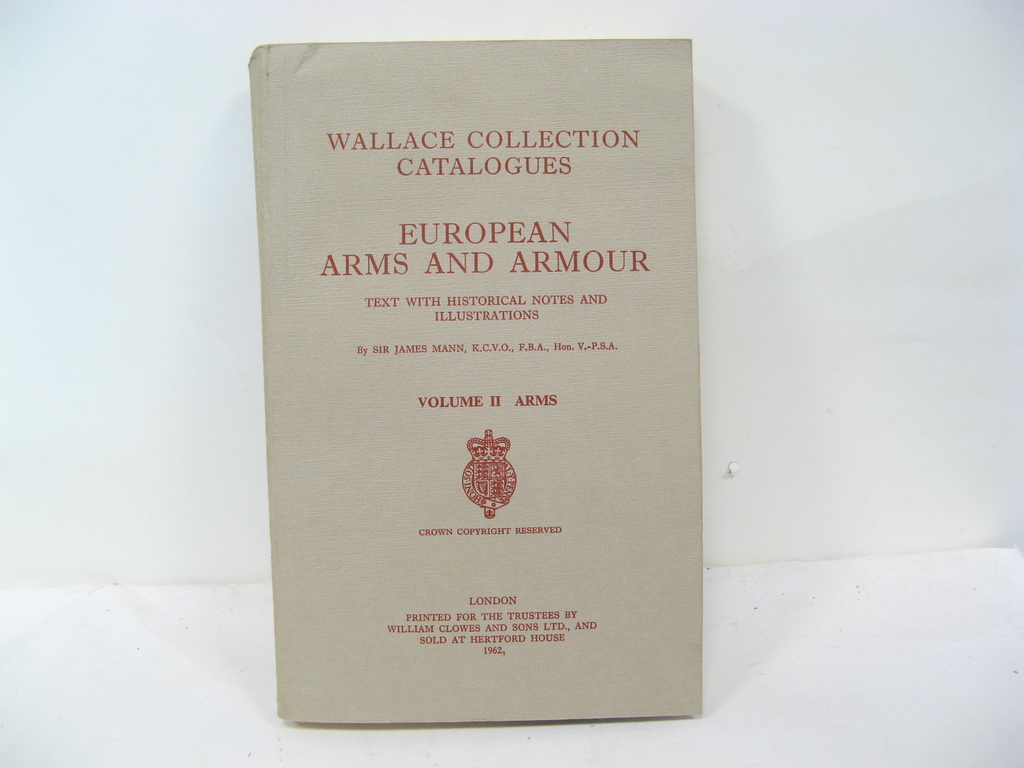 WALLACE COLLECTION
CATALOGUES
EUROPEAN
ARMS AND ARMOUR
TEXT WITH HISTORICAL NOTES AND
ILLUSTRATIONS
By SIR JAMES MANN, K.C.V.O., F.B.A., Hon. V.-P.S.A.
VOLUME II ARMS
CROWN COPYRIGHT RESERVED
LONDON
PRINTED FOR THE TRUSTEES BY
WILLIAM CLOWES AND SONS LTD., AND
SOLD AT HERTFORD HOUSE
1962